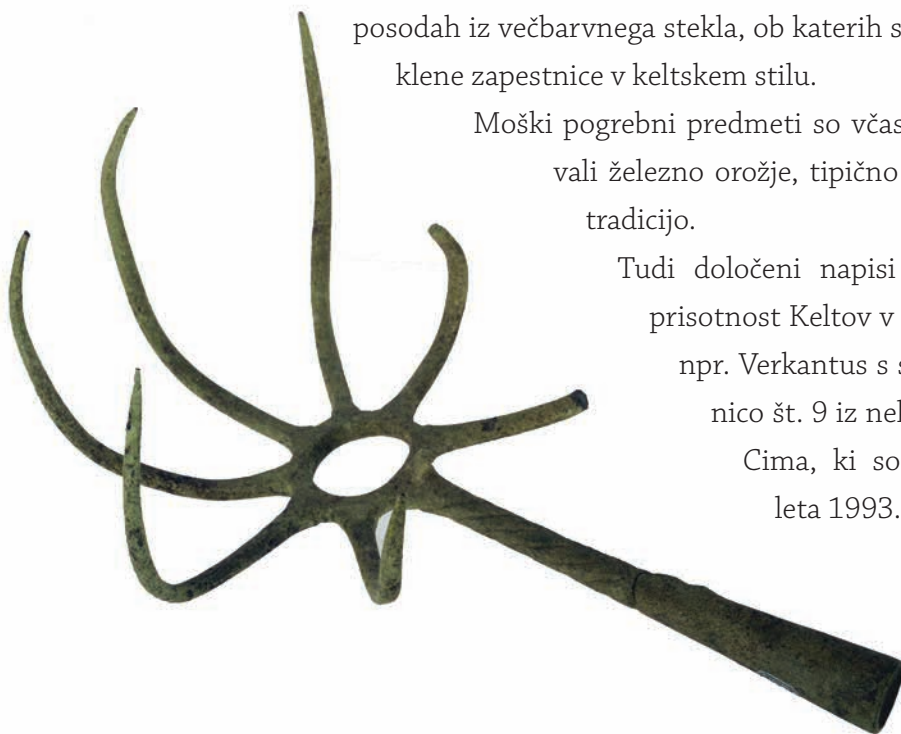 posodah iz večbarvnega stekla, ob katerih s
klene zapestnice v keltskem stilu.
Moški pogrebni predmeti so včas
vali železno orožje, tipično
tradicijo.
Tudi določeni napisi
prisotnost Keltov v
npr. Verkantus s s
nico št. 9 iz nel
Cima, ki so
leta 1993.